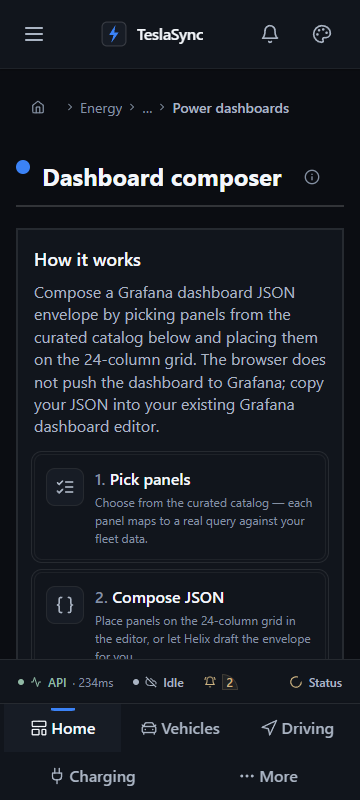 TeslaSync
Energy > ... > Power dashboards
Dashboard composer
How it works
Compose a Grafana dashboard JSON
envelope by picking panels from the
curated catalog below and placing them
on the 24-column grid. The browser does
not push the dashboard to Grafana; copy
your JSON into your existing Grafana
dashboard editor.
1. Pick panels
Choose from the curated catalog — each
panel maps to a real query against your
fleet data.
2. Compose JSON
Place panels on the 24-column grid in
the editor, or let Helix draft the envelope
for you.
API · 234ms Idle 2 Status
Home Vehicles Driving
Charging More